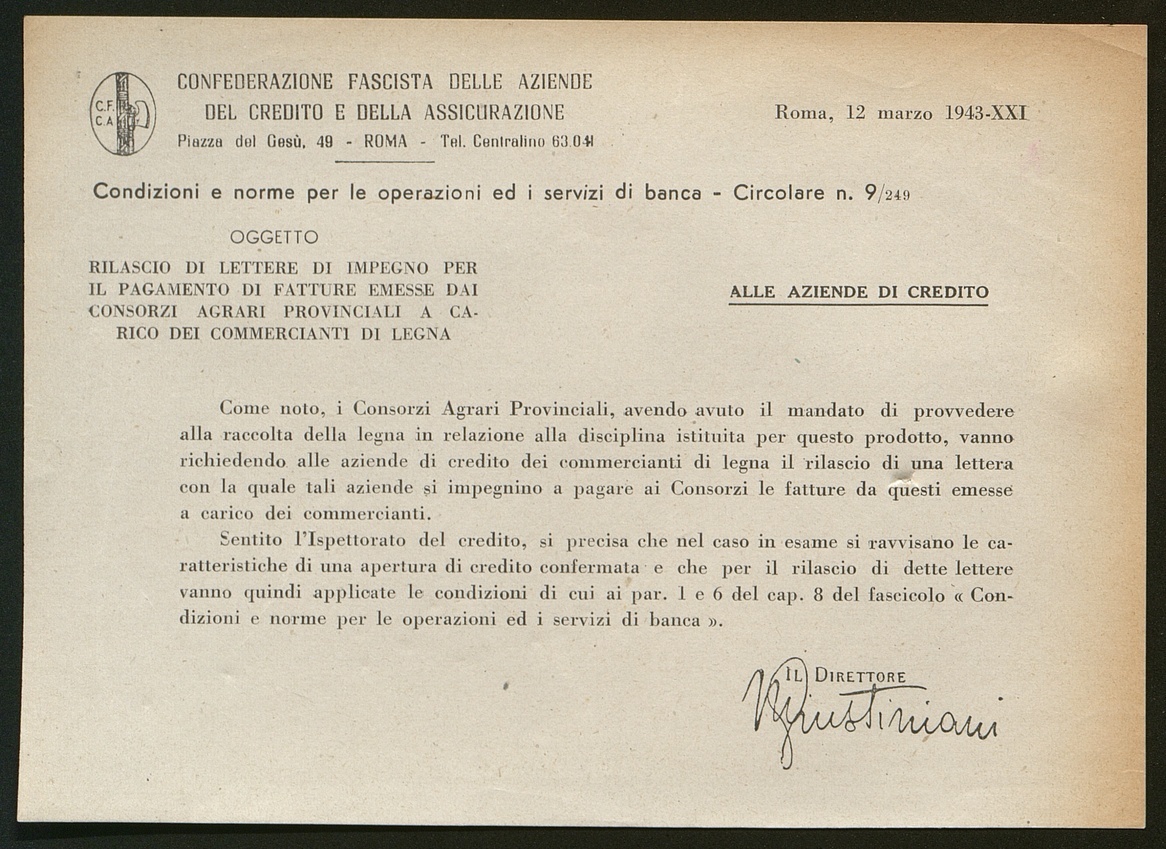 C.F.
C.A
CONFEDERAZIONE FASCISTA DELLE AZIENDE
DEL CREDITO E DELLA ASSICURAZIONE
Piazza del Gesù, 49 - ROMA - Tel. Centralino 63.041
Roma, 12 marzo 1943-XXI
Condizioni e norme per le operazioni ed i servizi di banca - Circolare n. 9/249
OGGETTO
RILASCIO DI LETTERE DI IMPEGNO PER
IL PAGAMENTO DI FATTURE EMESSE DAI
CONSORZI AGRARI PROVINCIALI A CA-
RICO DEI COMMERCIANTI DI LEGNA
ALLE AZIENDE DI CREDITO
Come noto, i Consorzi Agrari Provinciali, avendo avuto il mandato di provvedere
alla raccolta della legna in relazione alla disciplina istituita per questo prodotto, vanno
richiedendo alle aziende di credito dei commercianti di legna il rilascio di una lettera
con la quale tali aziende si impegnino a pagare ai Consorzi le fatture da questi emesse
a carico dei commercianti.
Sentito l'Ispettorato del credito, si precisa che nel caso in esame si ravvisano le ca-
ratteristiche di una apertura di credito confermata e che per il rilascio di dette lettere
vanno quindi applicate le condizioni di cui ai par. 1 e 6 del cap. 8 del fascicolo « Con-
dizioni e norme per le operazioni ed i servizi di banca ».
IL DIRETTORE
Giustiniani